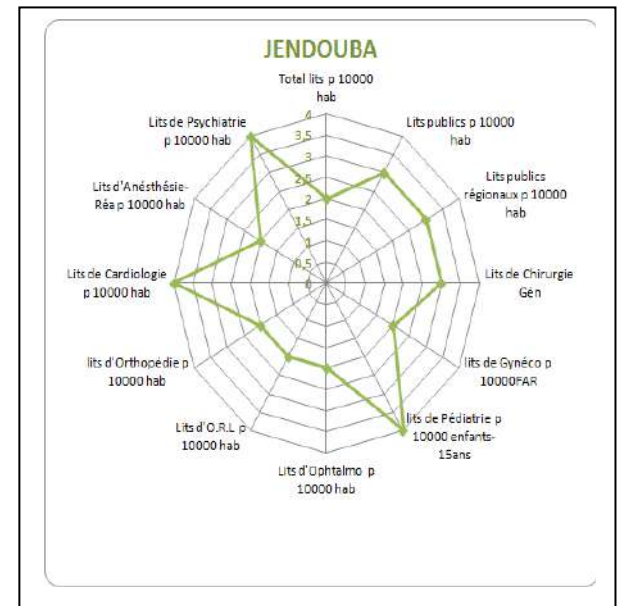 JENDOUBA
Total lits p 10000
hab
Lits publics p 10000
hab
Lits publics
régionaux p 10000
hab
Lits de Chirurgie
Gén
lits de Gynéco p
10000FAR
lits de Pédiatrie p
10000 enfants-
15ans
Lits d'Ophtalmo p
10000 hab
Lits d'O.R.L p
10000 hab
lits d'Orthopédie p
10000 hab
Lits de Cardiologie
p 10000 hab
Lits d'Anésthésie-
Réa p 10000 hab
Lits de Psychiatrie
p 10000 hab
4
3,5
3
2,5
2
1,5
1
0,5
0